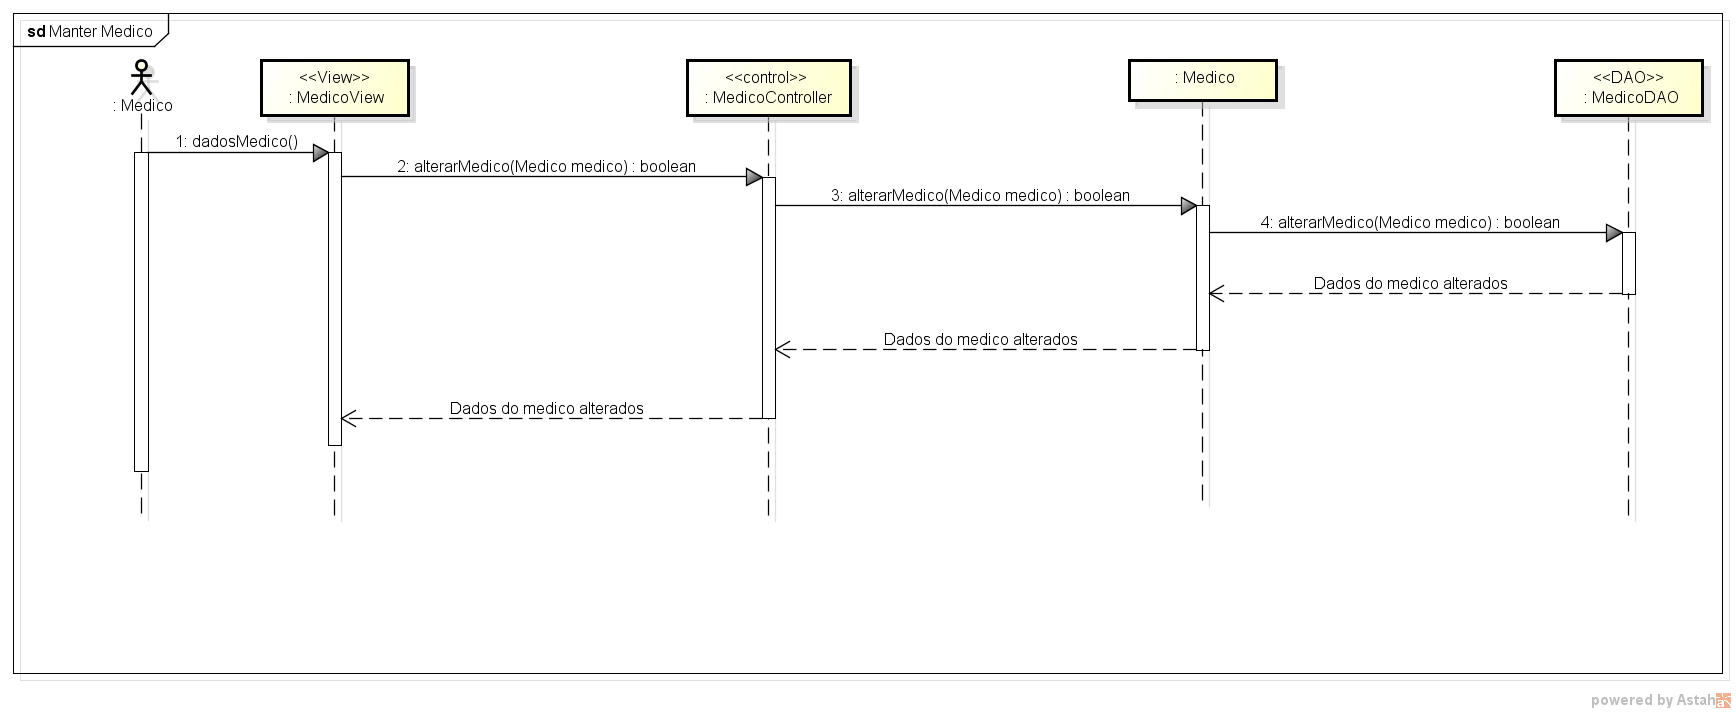 sd Manter Medico
: Medico
<<View>>
: MedicoView
<<control>>
: MedicoController
: Medico
<<DAO>>
: MedicoDAO
1: dadosMedico()
2: alterarMedico(Medico medico) : boolean
3: alterarMedico(Medico medico) : boolean
4: alterarMedico(Medico medico) : boolean
Dados do medico alterados
Dados do medico alterados
Dados do medico alterados
powered by Astah